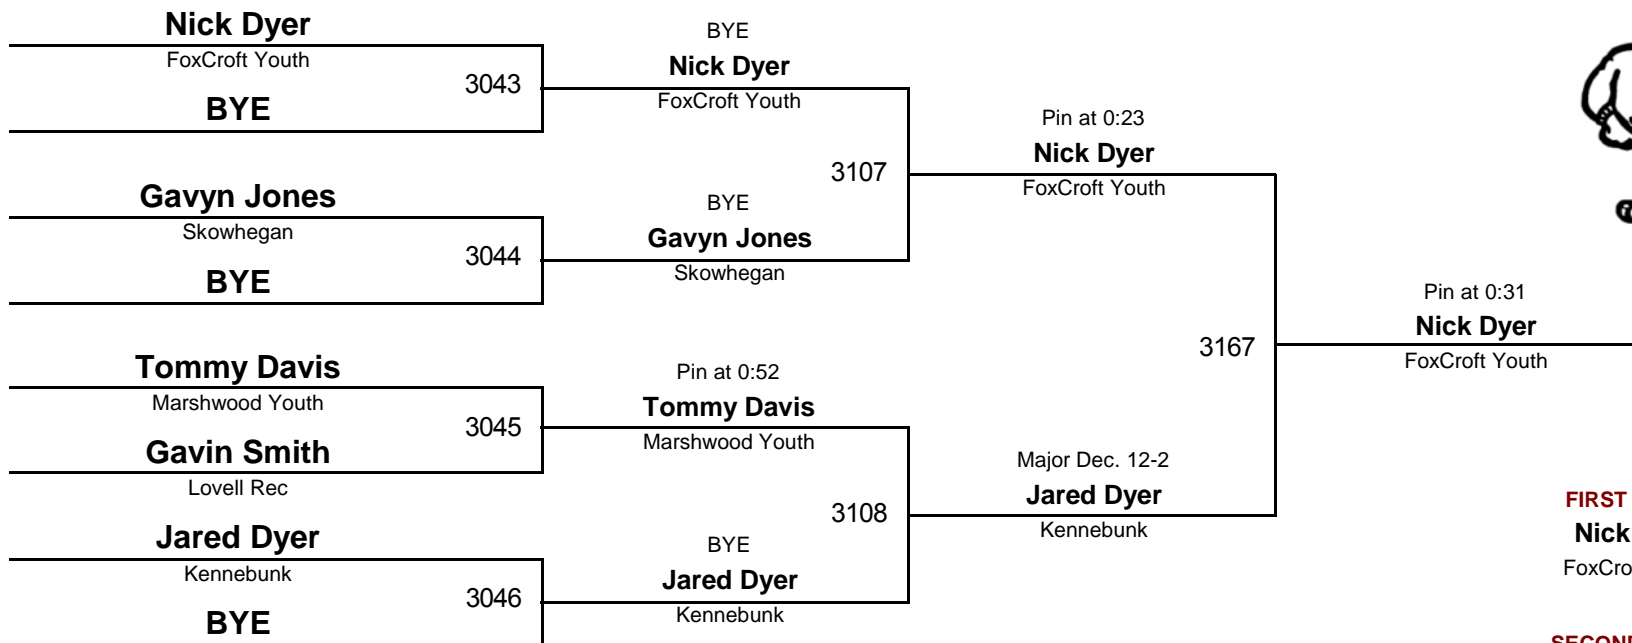 Nick Dyer
FoxCroft Youth
3043
BYE
Gavyn Jones
Skowhegan
3044
BYE
Tommy Davis
Marshwood Youth
3045
Gavin Smith
Lovell Rec
Jared Dyer
Kennebunk
3046
BYE
BYE
Nick Dyer
FoxCroft Youth
3107
BYE
Gavyn Jones
Skowhegan
Pin at 0:52
Tommy Davis
Marshwood Youth
3108
BYE
Jared Dyer
Kennebunk
Pin at 0:23
Nick Dyer
FoxCroft Youth
3167
Major Dec. 12-2
Jared Dyer
Kennebunk
Pin at 0:31
Nick Dyer
FoxCroft Youth
FIRST
Nick
FoxCro
SECOND